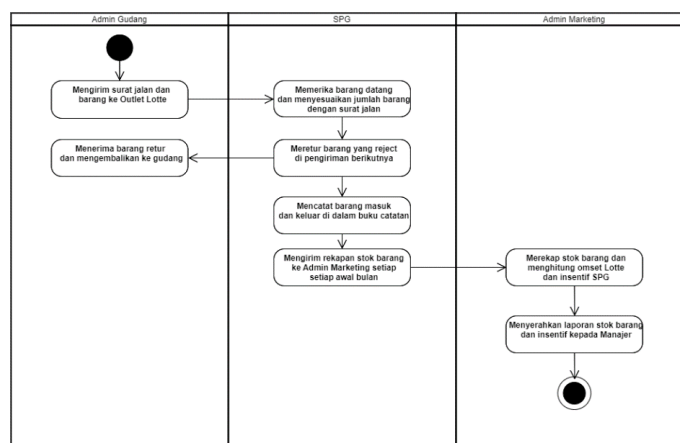 Admin Gudang
SPG
Admin Marketing
Mengirim surat jalan dan
barang ke Outlet Lotte
Memerika barang datang
dan menyesuaikan jumlah barang
dengan surat jalan
Menerima barang retur
dan mengembalikan ke gudang
Meretur barang yang reject
di pengiriman berikutnya
Mencatat barang masuk
dan keluar di dalam buku catatan
Mengirim rekapan stok barang
ke Admin Marketing setiap
setiap awal bulan
Merekap stok barang dan
menghitung omset Lotte
dan insentif SPG
Menyerahkan laporan stok barang
dan insentif kepada Manajer